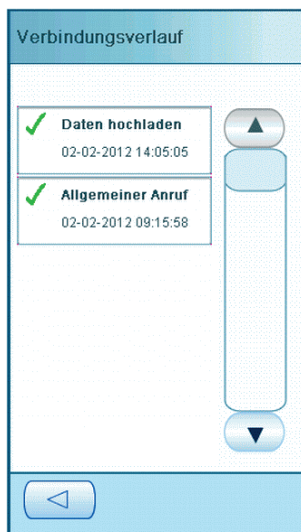 Verbindungsverlauf
Daten hochladen
02-02-2012 14:05:05
Allgemeiner Anruf
02-02-2012 09:15:58